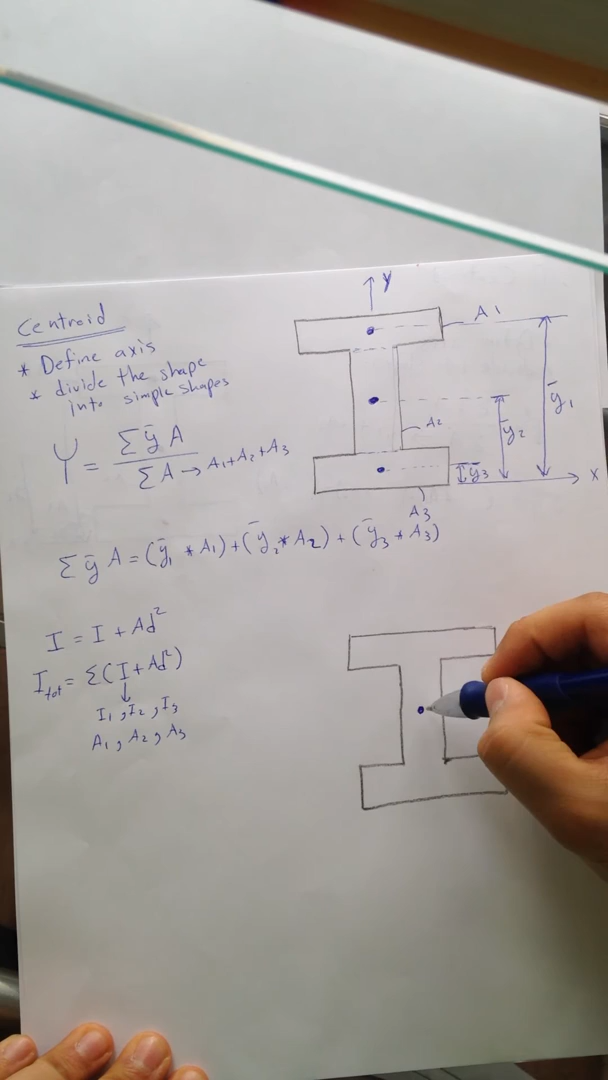 Centroid
* Define axis
* divide the shape
into simple shapes
Y = Σȳ A / ΣA → A1+A2+A3
Σȳ A = (ȳ1 * A1) + (ȳ2 * A2) + (ȳ3 * A3)
I = I + Ad²
Itot = Σ(I + Ad²)
I1, I2, I3
A1, A2, A3
Y
A1
ȳ1
A2
ȳ2
ȳ3
X
A3